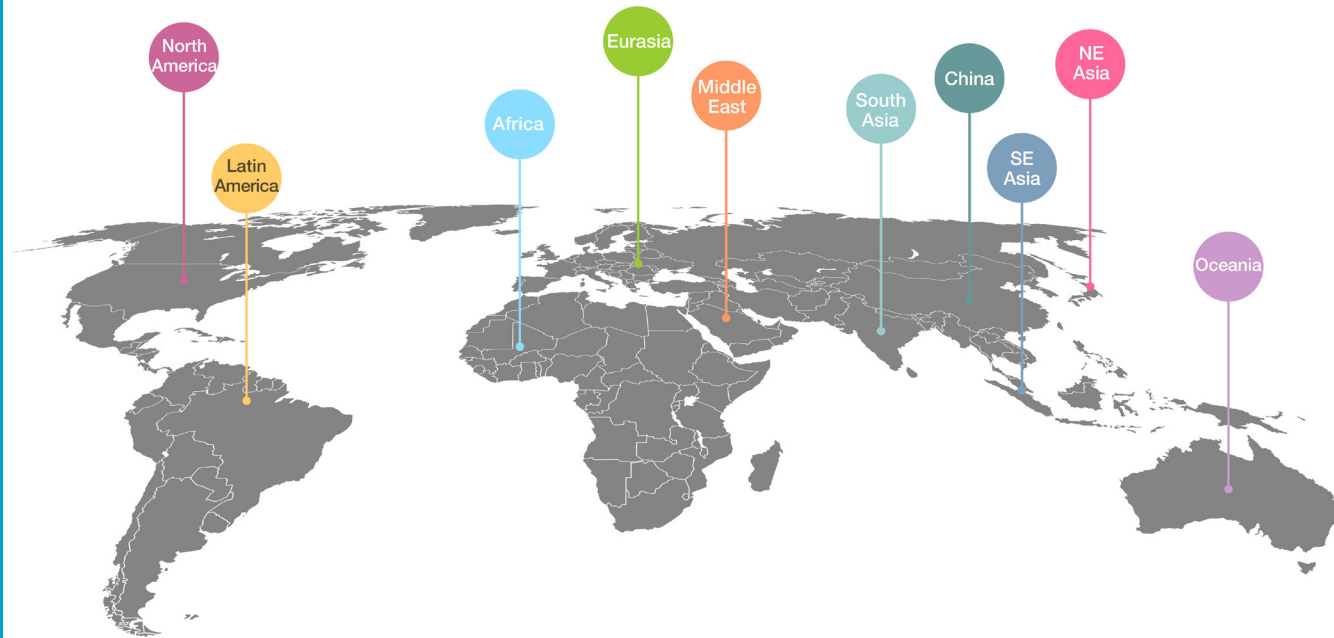 North
America
Latin
America
Africa
Eurasia
Middle
East
South
Asia
China
SE
Asia
NE
Asia
Oceania